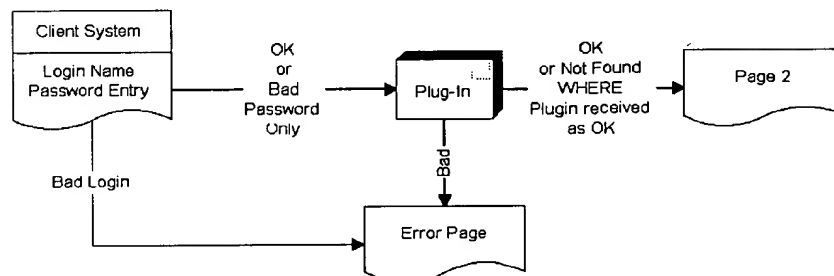 Client System
Login Name
Password Entry
OK
or
Bad
Password
Only
Plug-In
OK
or Not Found
WHERE
Plugin received
as OK
Page 2
Bad Login
Bad
Error Page